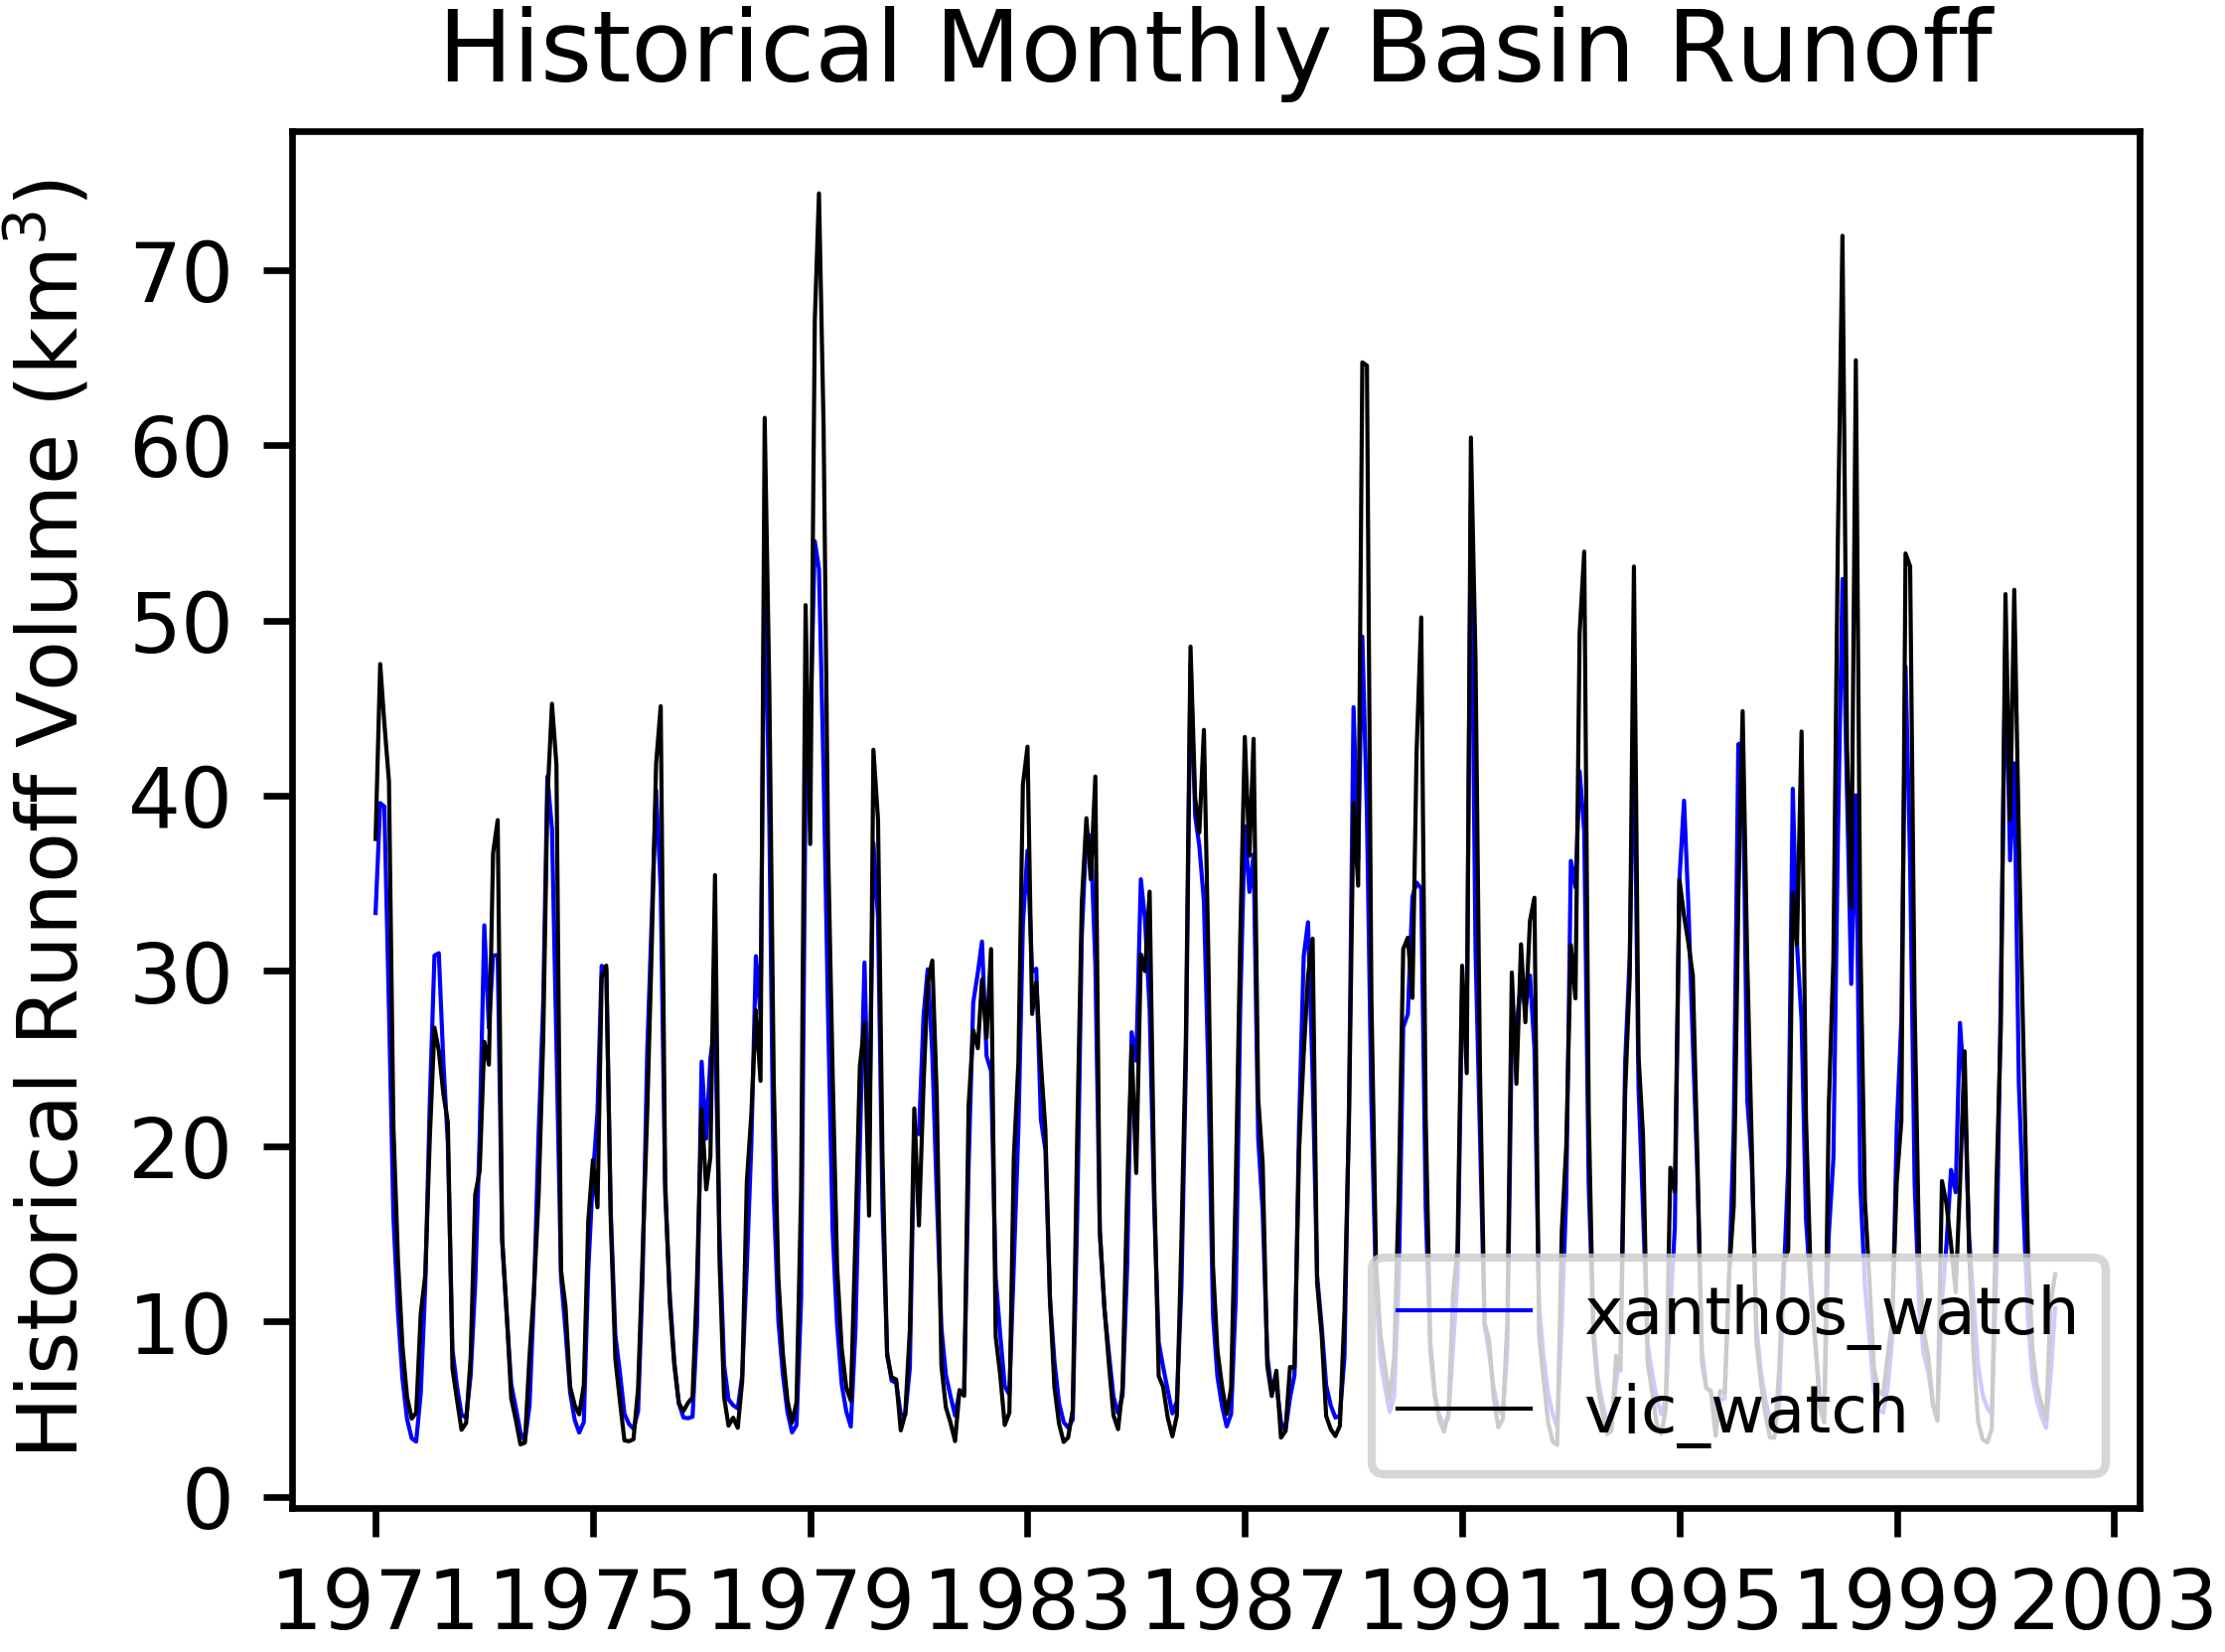 Historical Monthly Basin Runoff
Historical Runoff Volume (km³)
70
60
50
40
30
20
10
0
xanthos_watch
vic_watch
1971 1975 1979 1983 1987 1991 1995 1999 2003